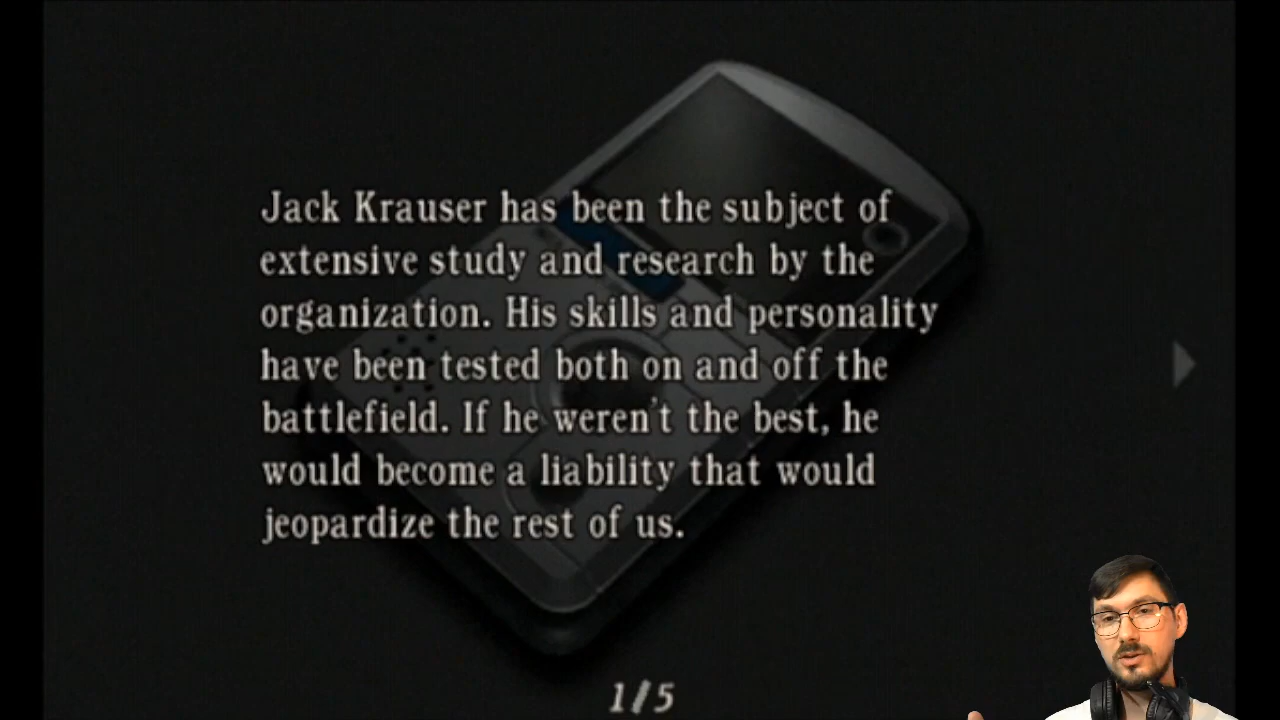 Jack Krauser has been the subject of
extensive study and research by the
organization. His skills and personality
have been tested both on and off the
battlefield. If he weren't the best, he
would become a liability that would
jeopardize the rest of us.
1/5